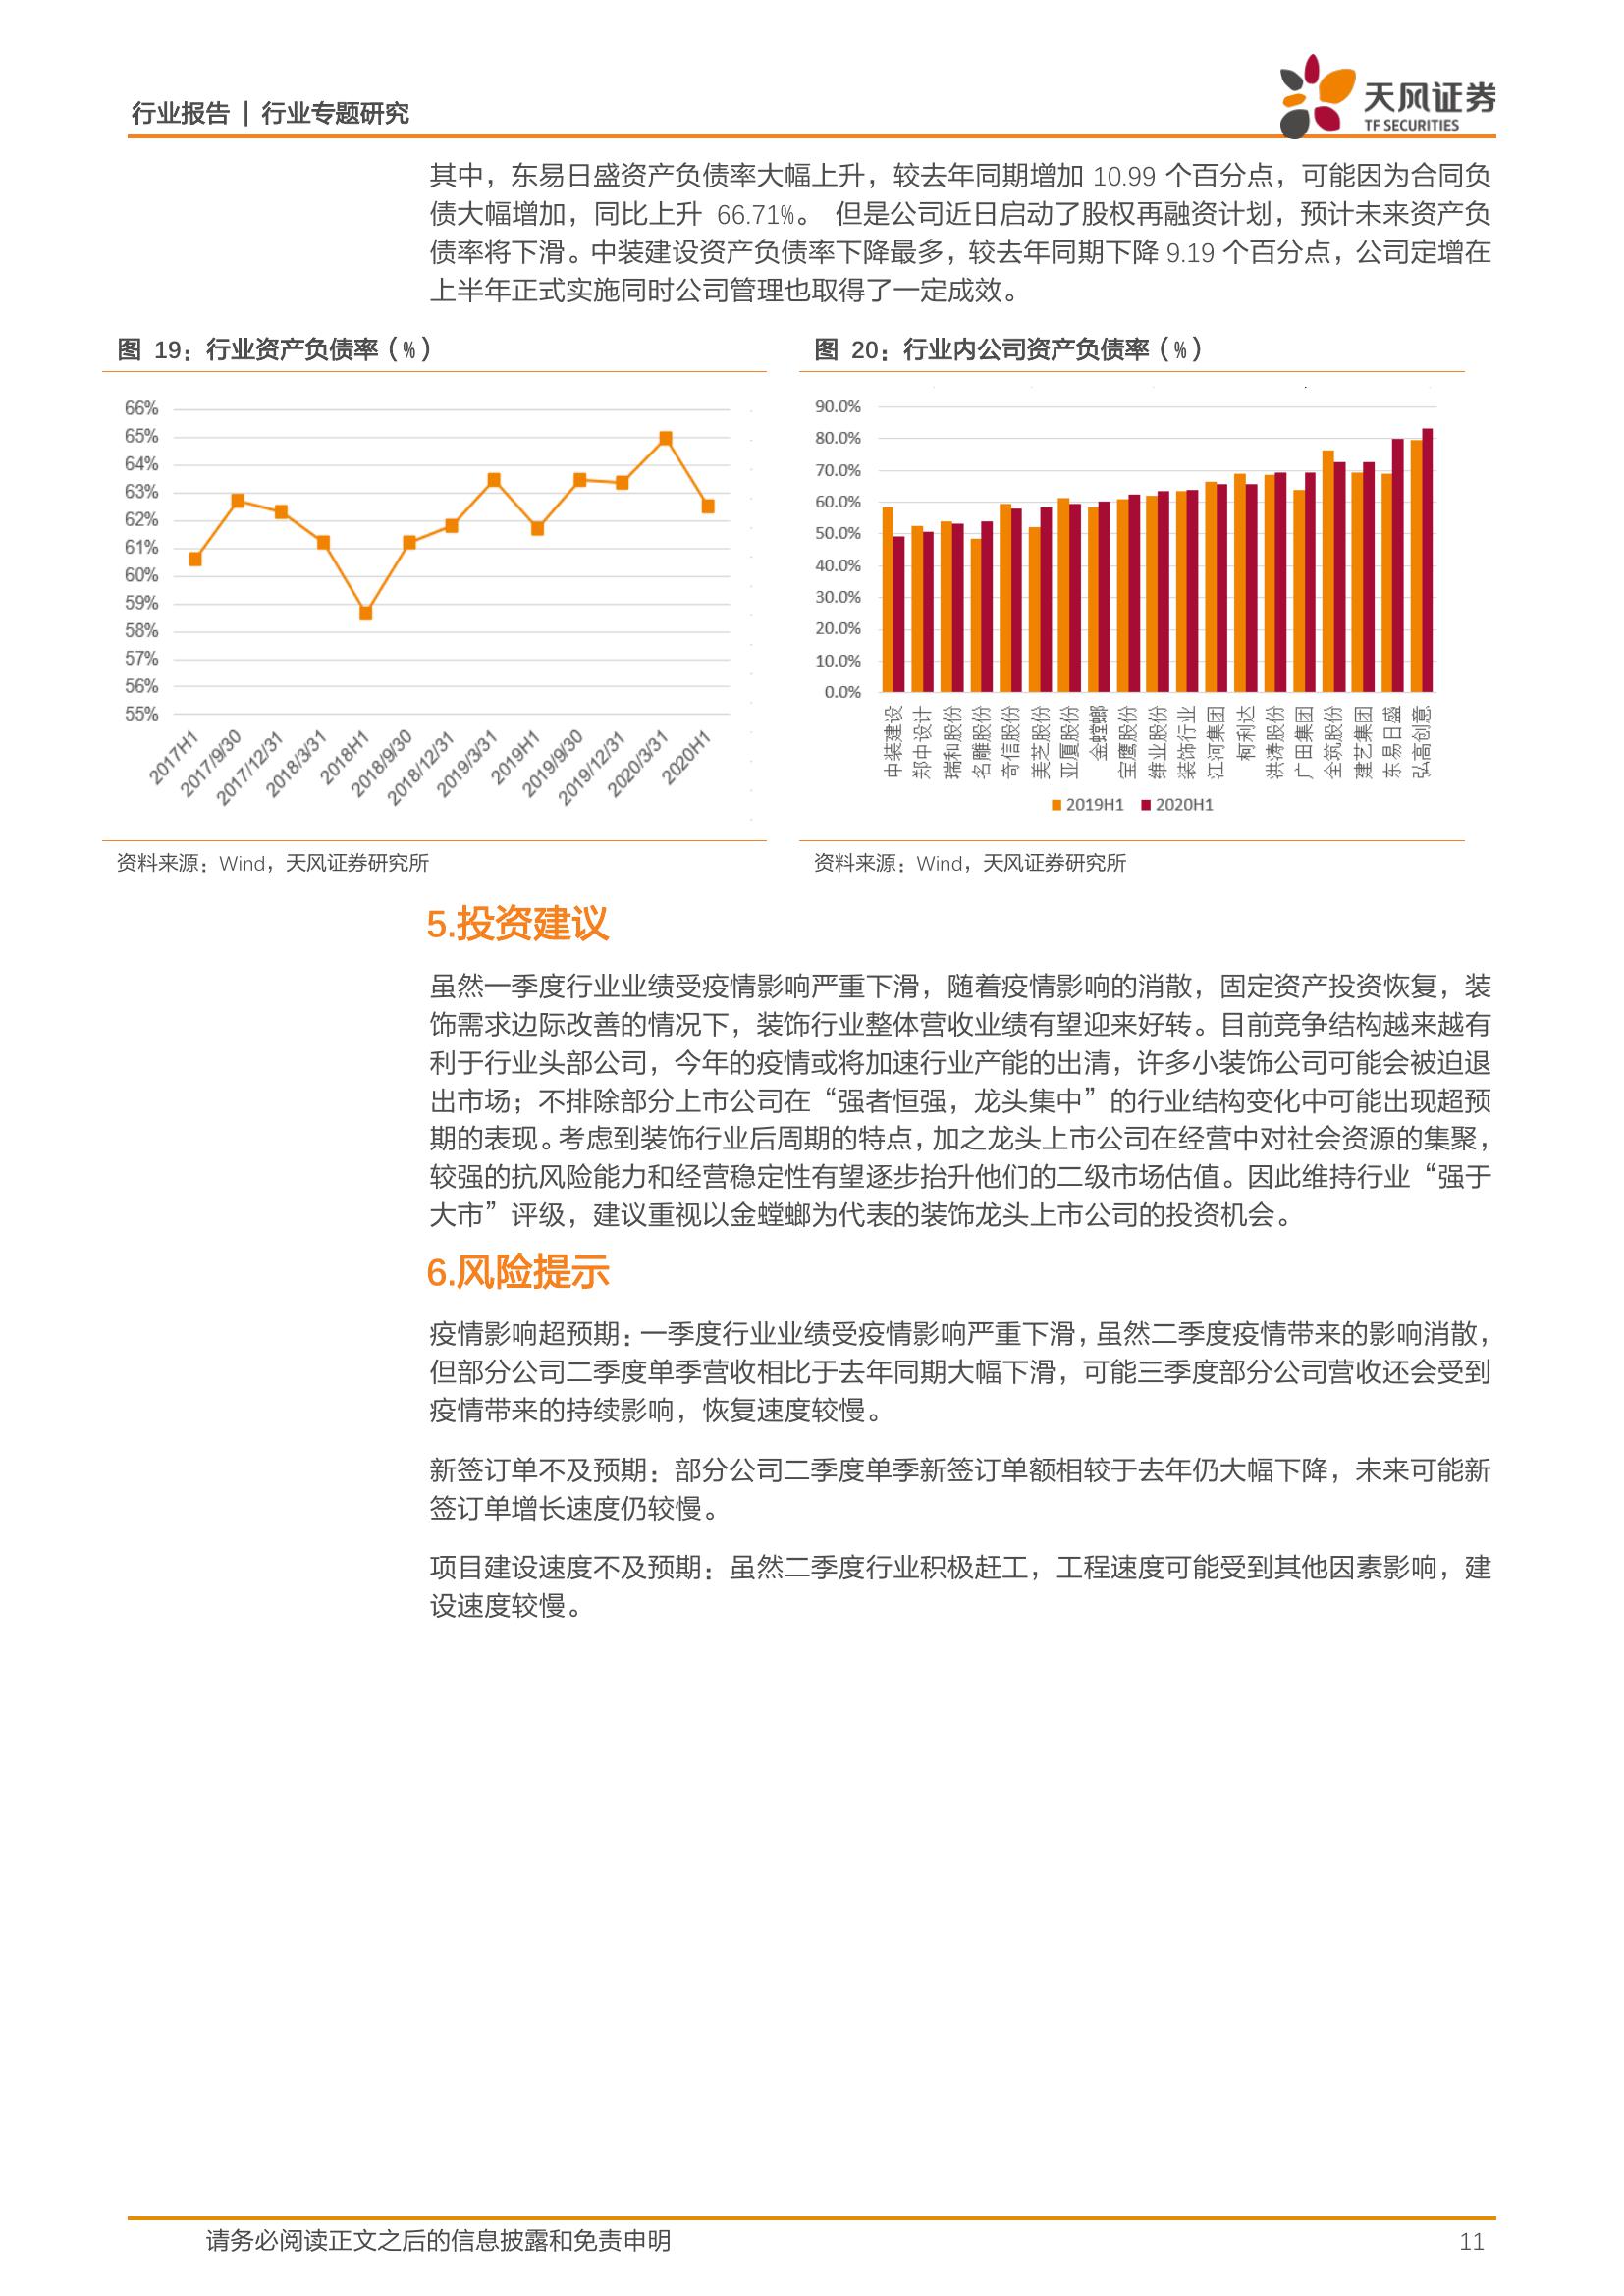 行业报告 | 行业专题研究
天风证券
TF SECURITIES
其中，东易日盛资产负债率大幅上升，较去年同期增加 10.99 个百分点，可能因为合同负
债大幅增加，同比上升 66.71%。 但是公司近日启动了股权再融资计划，预计未来资产负
债率将下滑。中装建设资产负债率下降最多，较去年同期下降 9.19 个百分点，公司定增在
上半年正式实施同时公司管理也取得了一定成效。
图 19：行业资产负债率（%）
66%
65%
64%
63%
62%
61%
60%
59%
58%
57%
56%
55%
2017H1
2017/9/30
2017/12/31
2018/3/31
2018H1
2018/9/30
2018/12/31
2019/3/31
2019H1
2019/9/30
2019/12/31
2020/3/31
2020H1
资料来源：Wind，天风证券研究所
图 20：行业内公司资产负债率（%）
90.0%
80.0%
70.0%
60.0%
50.0%
40.0%
30.0%
20.0%
10.0%
0.0%
中装建设
郑中设计
瑞和股份
名雕股份
奇信股份
美芝股份
亚厦股份
金螳螂
宝鹰股份
维业股份
装饰行业
江河集团
柯利达
洪涛股份
广田集团
全筑股份
建艺集团
东易日盛
弘高创意
2019H1
2020H1
资料来源：Wind，天风证券研究所
5.投资建议
虽然一季度行业业绩受疫情影响严重下滑，随着疫情影响的消散，固定资产投资恢复，装
饰需求边际改善的情况下，装饰行业整体营收业绩有望迎来好转。目前竞争结构越来越有
利于行业头部公司，今年的疫情或将加速行业产能的出清，许多小装饰公司可能会被迫退
出市场；不排除部分上市公司在“强者恒强，龙头集中”的行业结构变化中可能出现超预
期的表现。考虑到装饰行业后周期的特点，加之龙头上市公司在经营中对社会资源的集聚，
较强的抗风险能力和经营稳定性有望逐步抬升他们的二级市场估值。因此维持行业“强于
大市”评级，建议重视以金螳螂为代表的装饰龙头上市公司的投资机会。
6.风险提示
疫情影响超预期：一季度行业业绩受疫情影响严重下滑，虽然二季度疫情带来的影响消散，
但部分公司二季度单季营收相比于去年同期大幅下滑，可能三季度部分公司营收还会受到
疫情带来的持续影响，恢复速度较慢。
新签订单不及预期：部分公司二季度单季新签订单额相较于去年仍大幅下降，未来可能新
签订单增长速度仍较慢。
项目建设速度不及预期：虽然二季度行业积极赶工，工程速度可能受到其他因素影响，建
设速度较慢。
请务必阅读正文之后的信息披露和免责申明
11